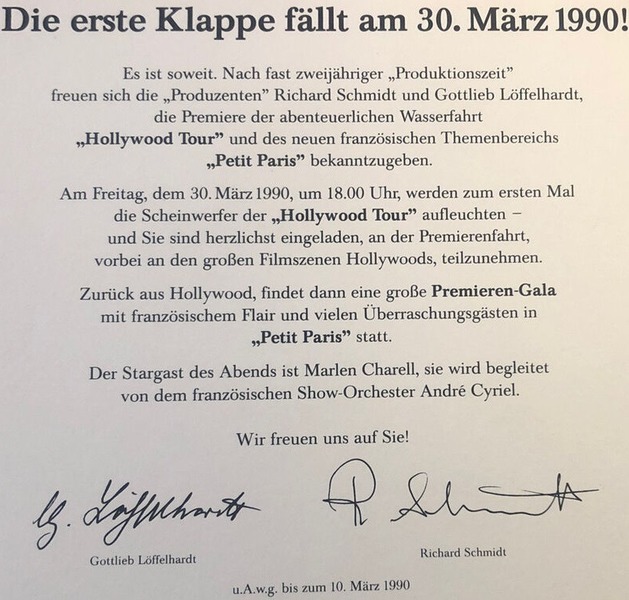 Die erste Klappe fällt am 30. März 1990!
Es ist soweit. Nach fast zweijähriger „Produktionszeit”
freuen sich die „Produzenten” Richard Schmidt und Gottlieb Löffelhardt,
die Premiere der abenteuerlichen Wasserfahrt
„Hollywood Tour” und des neuen französischen Themenbereichs
„Petit Paris” bekanntzugeben.
Am Freitag, dem 30. März 1990, um 18.00 Uhr, werden zum ersten Mal
die Scheinwerfer der „Hollywood Tour” aufleuchten –
und Sie sind herzlichst eingeladen, an der Premierenfahrt,
vorbei an den großen Filmszenen Hollywoods, teilzunehmen.
Zurück aus Hollywood, findet dann eine große Premieren-Gala
mit französischem Flair und vielen Überraschungsgästen in
„Petit Paris” statt.
Der Stargast des Abends ist Marlen Charell, sie wird begleitet
von dem französischen Show-Orchester André Cyriel.
Wir freuen uns auf Sie!
G. Löffelhardt
R Schmidt
Gottlieb Löffelhardt
Richard Schmidt
u.A.w.g. bis zum 10. März 1990